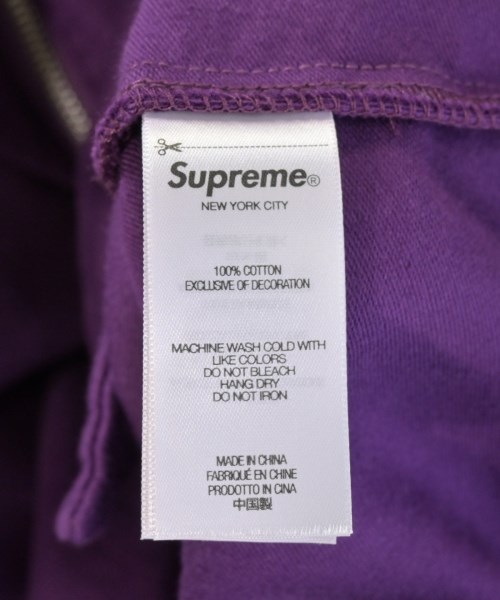 Supreme®
NEW YORK CITY
100% COTTON
EXCLUSIVE OF DECORATION
MACHINE WASH COLD WITH
LIKE COLORS
DO NOT BLEACH
HANG DRY
DO NOT IRON
MADE IN CHINA
FABRIQUÉ EN CHINE
PRODOTTO IN CINA
中国製